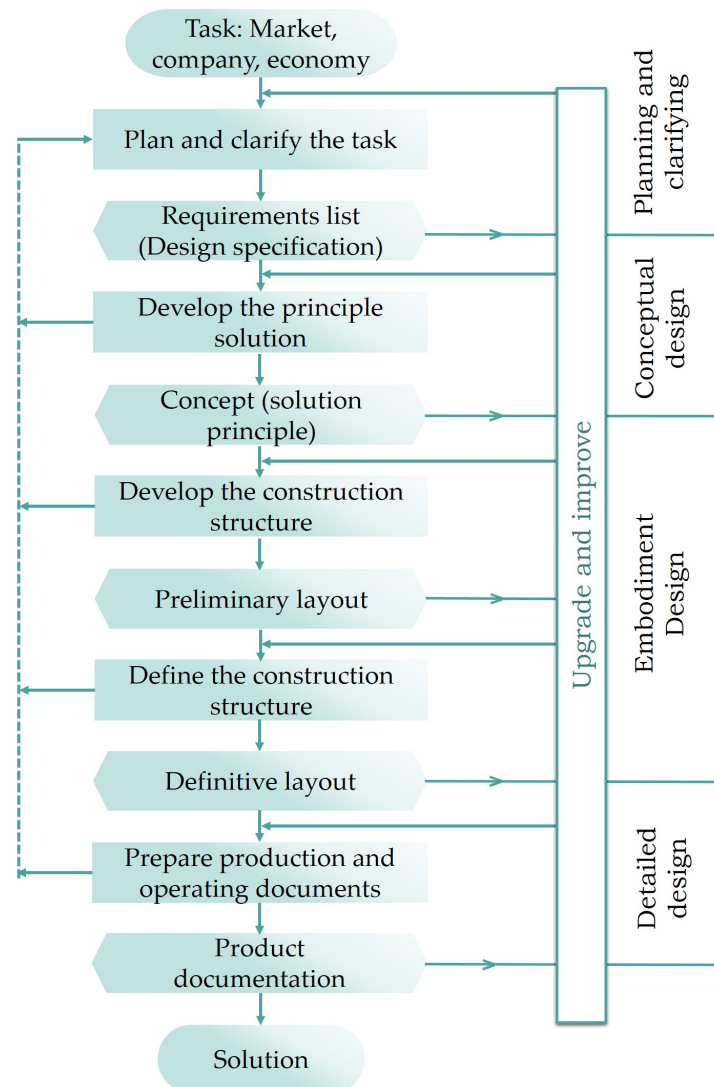 Task: Market,
company, economy
Plan and clarify the task
Requirements list
(Design specification)
Develop the principle
solution
Concept (solution
principle)
Develop the construction
structure
Preliminary layout
Define the construction
structure
Definitive layout
Prepare production and
operating documents
Product
documentation
Solution
Upgrade and improve
Planning and
clarifying
Conceptual
design
Embodiment
Design
Detailed
design